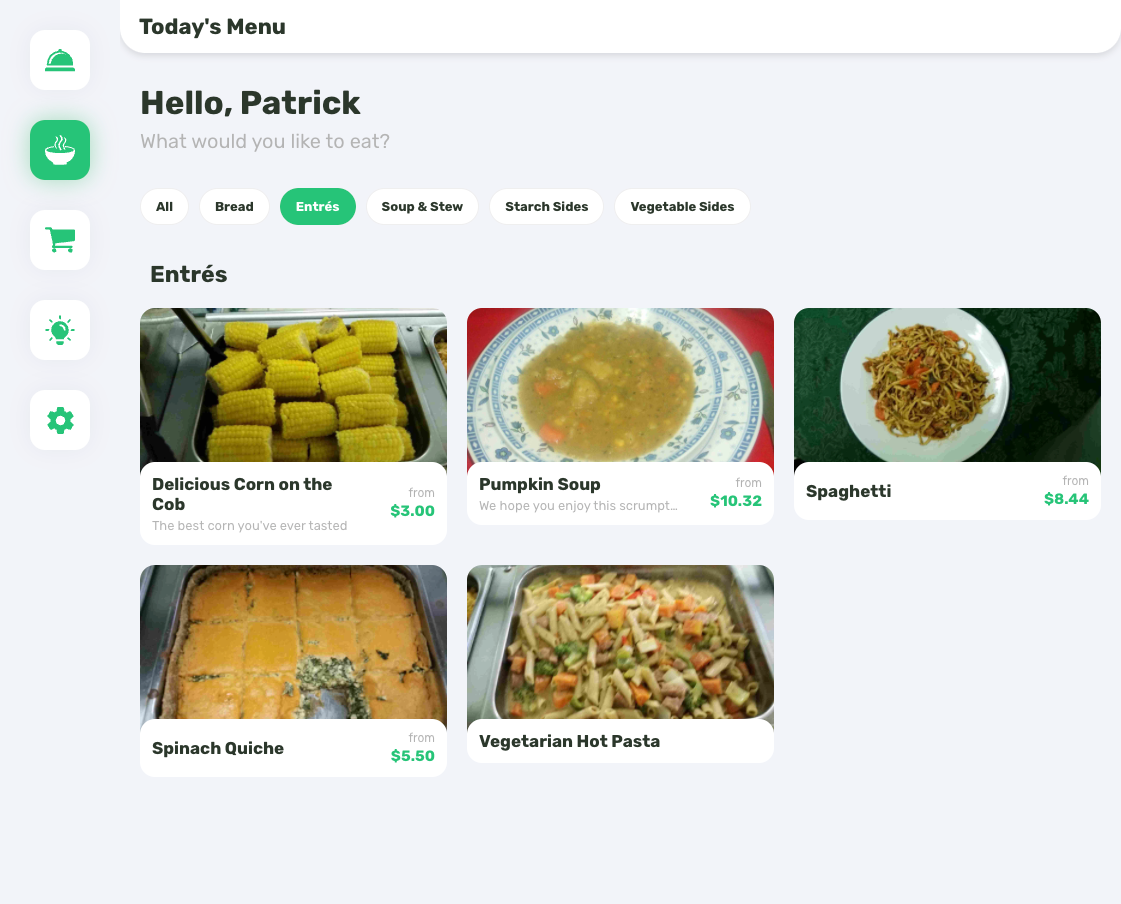 Today's Menu
Hello, Patrick
What would you like to eat?
All
Bread
Entrés
Soup & Stew
Starch Sides
Vegetable Sides
Entrés
Delicious Corn on the
Cob
The best corn you've ever tasted
from
$3.00
Pumpkin Soup
We hope you enjoy this scrumpt...
from
$10.32
Spaghetti
from
$8.44
Spinach Quiche
from
$5.50
Vegetarian Hot Pasta